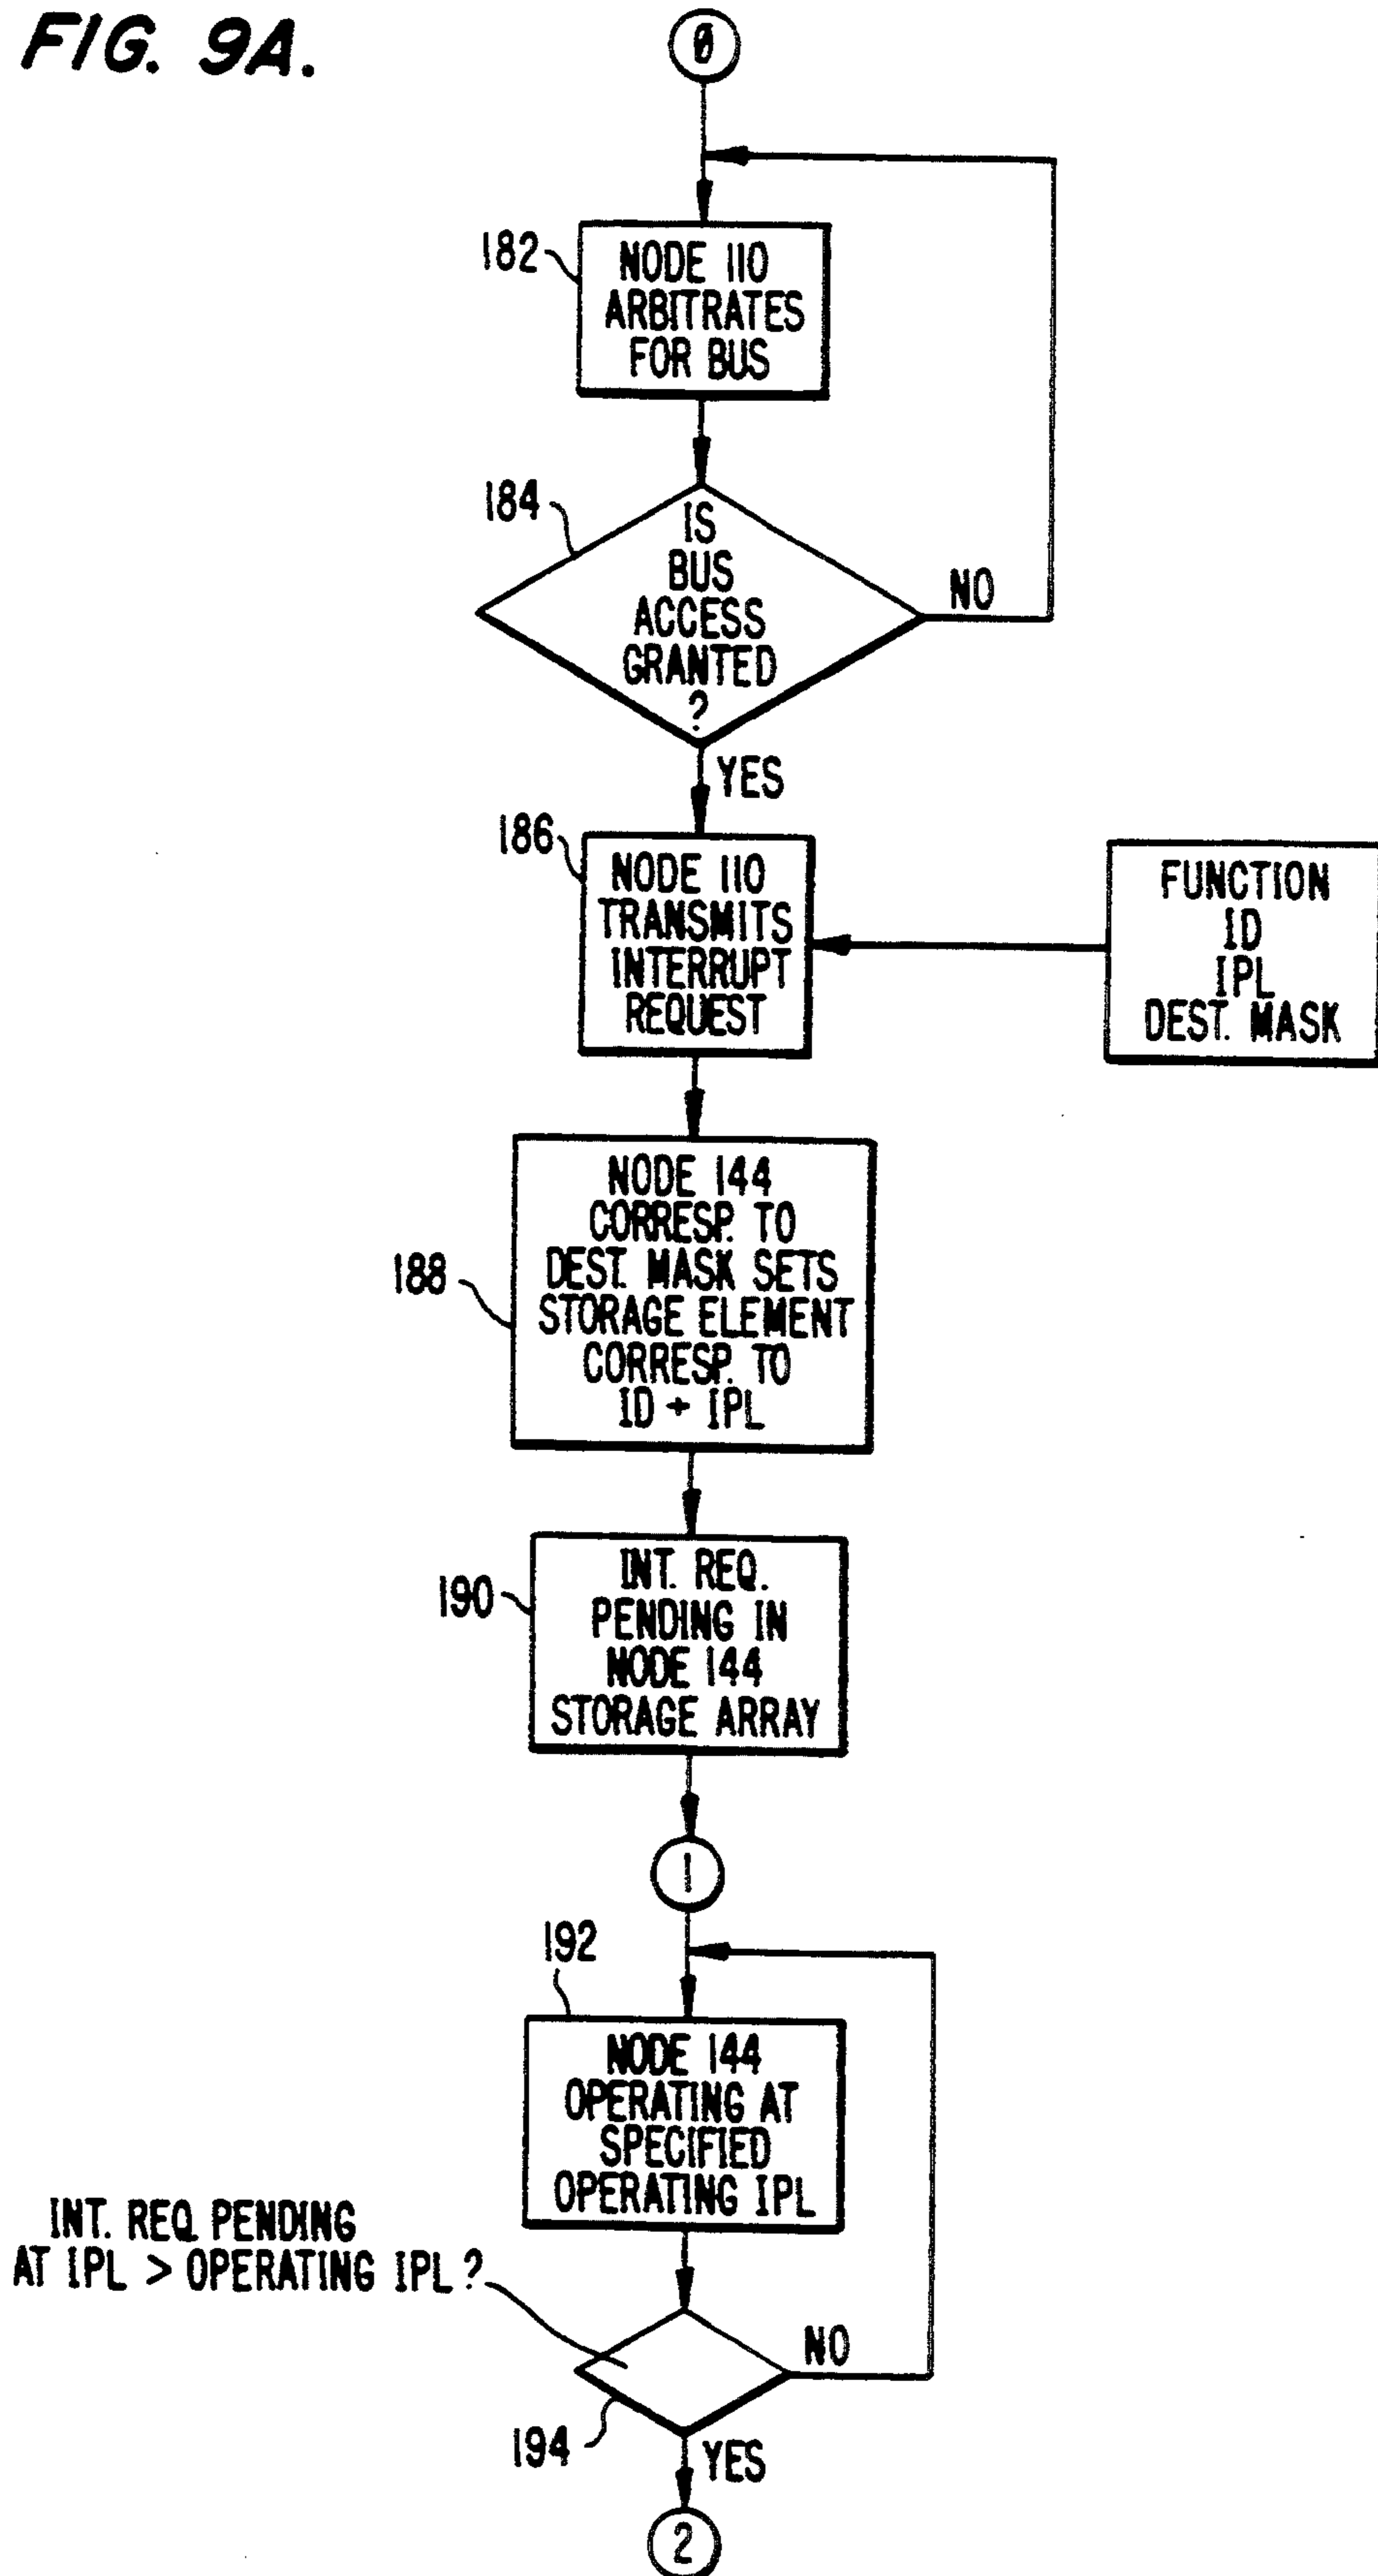 FIG. 9A.
0
182
NODE 110
ARBITRATES
FOR BUS
184
IS
BUS
ACCESS
GRANTED
?
NO
YES
186
NODE 110
TRANSMITS
INTERRUPT
REQUEST
FUNCTION
ID
IPL
DEST. MASK
188
NODE 144
CORRESP. TO
DEST. MASK SETS
STORAGE ELEMENT
CORRESP. TO
ID + IPL
190
INT. REQ.
PENDING IN
NODE 144
STORAGE ARRAY
1
192
NODE 144
OPERATING AT
SPECIFIED
OPERATING IPL
INT. REQ. PENDING
AT IPL > OPERATING IPL?
NO
194
YES
2